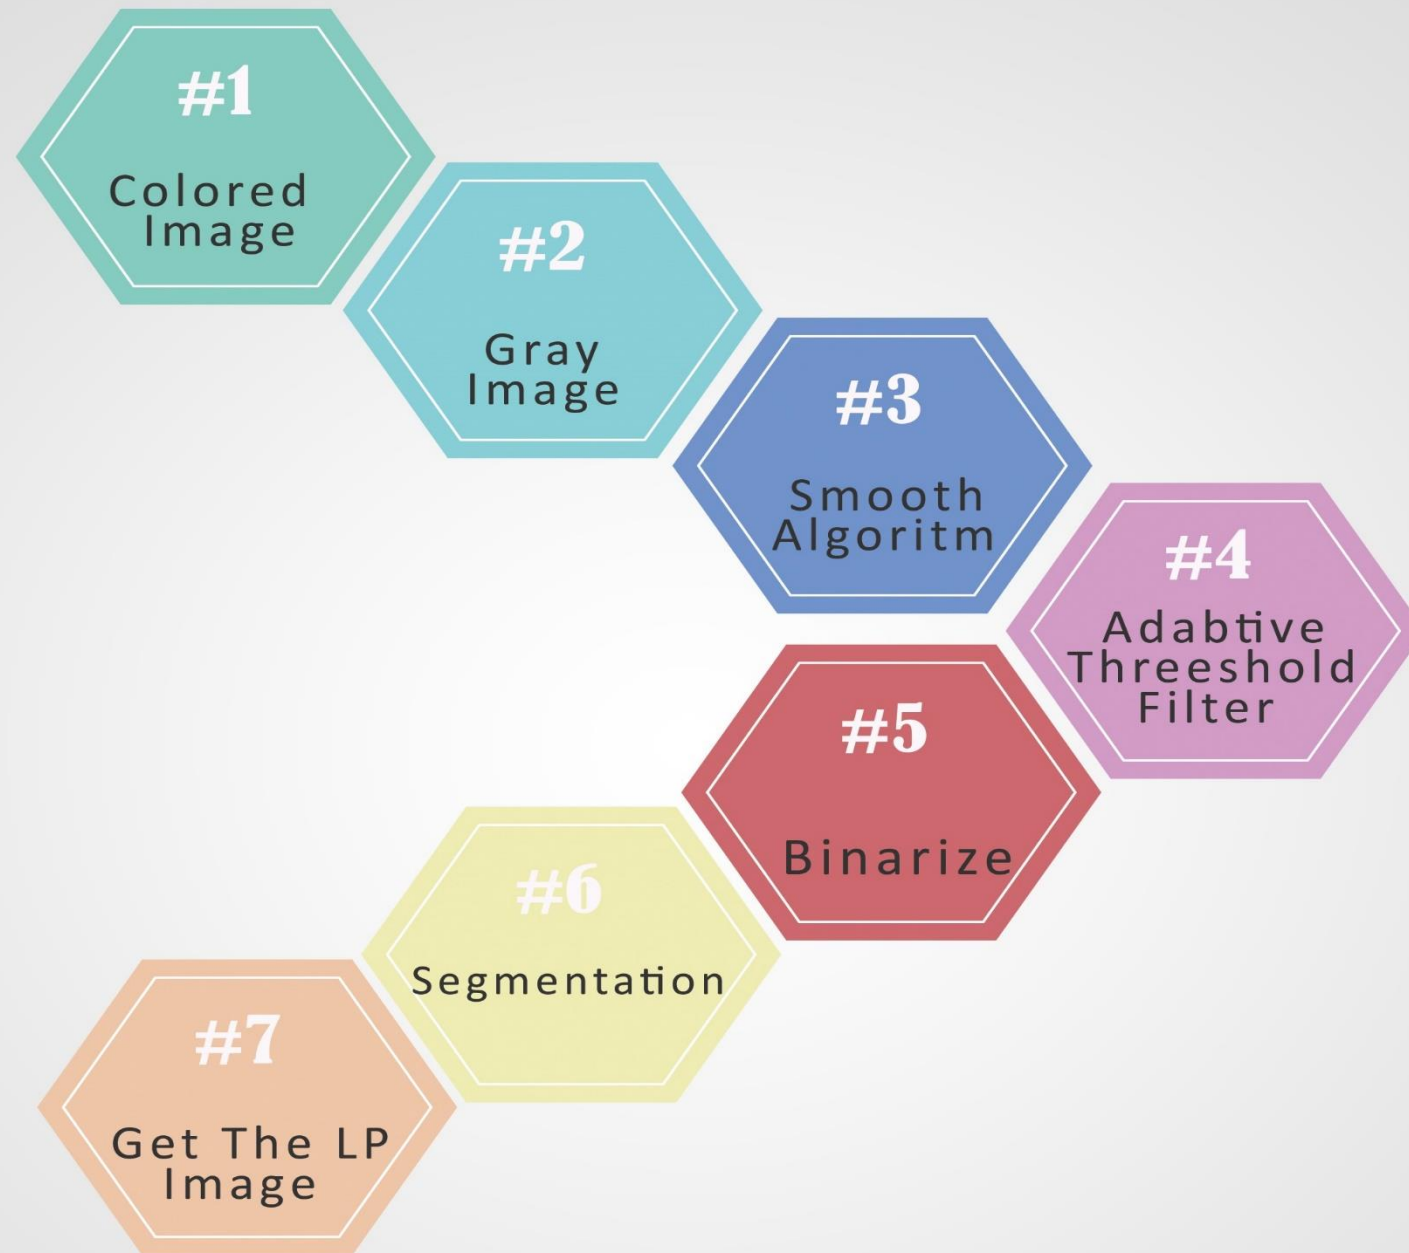 #1
Colored
Image
#2
Gray
Image
#3
Smooth
Algoritm
#4
Adabtive
Threeshold
Filter
#5
Binarize
#6
Segmentation
#7
Get The LP
Image